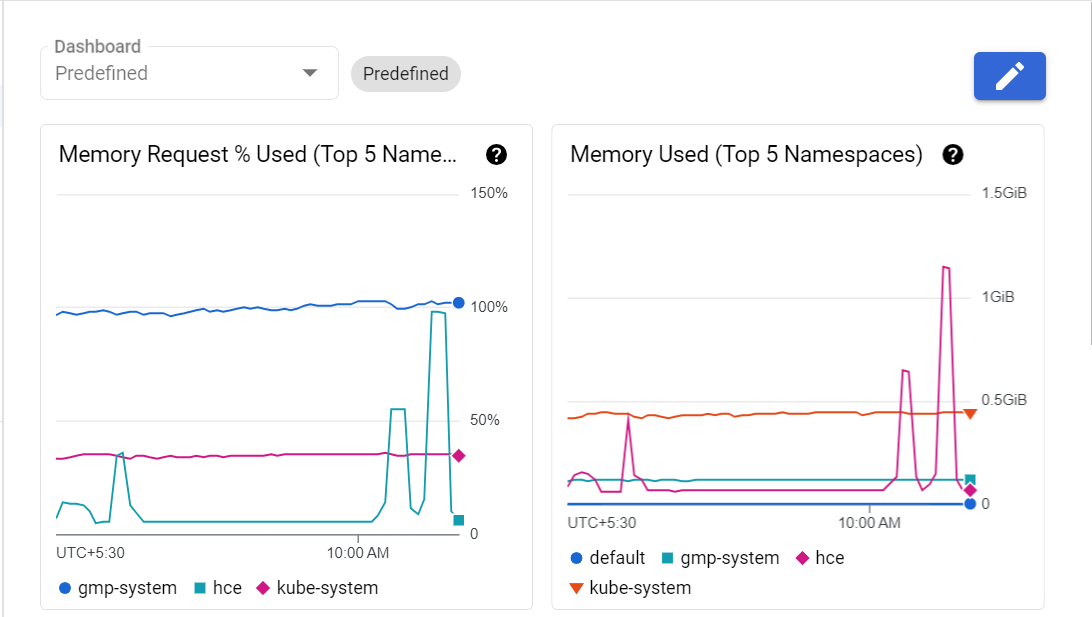 Dashboard
Predefined
Predefined
Memory Request % Used (Top 5 Name...
150%
100%
50%
0
UTC+5:30
10:00 AM
gmp-system hce kube-system
Memory Used (Top 5 Namespaces)
1.5GiB
1GiB
0.5GiB
0
UTC+5:30
10:00 AM
default gmp-system hce
kube-system